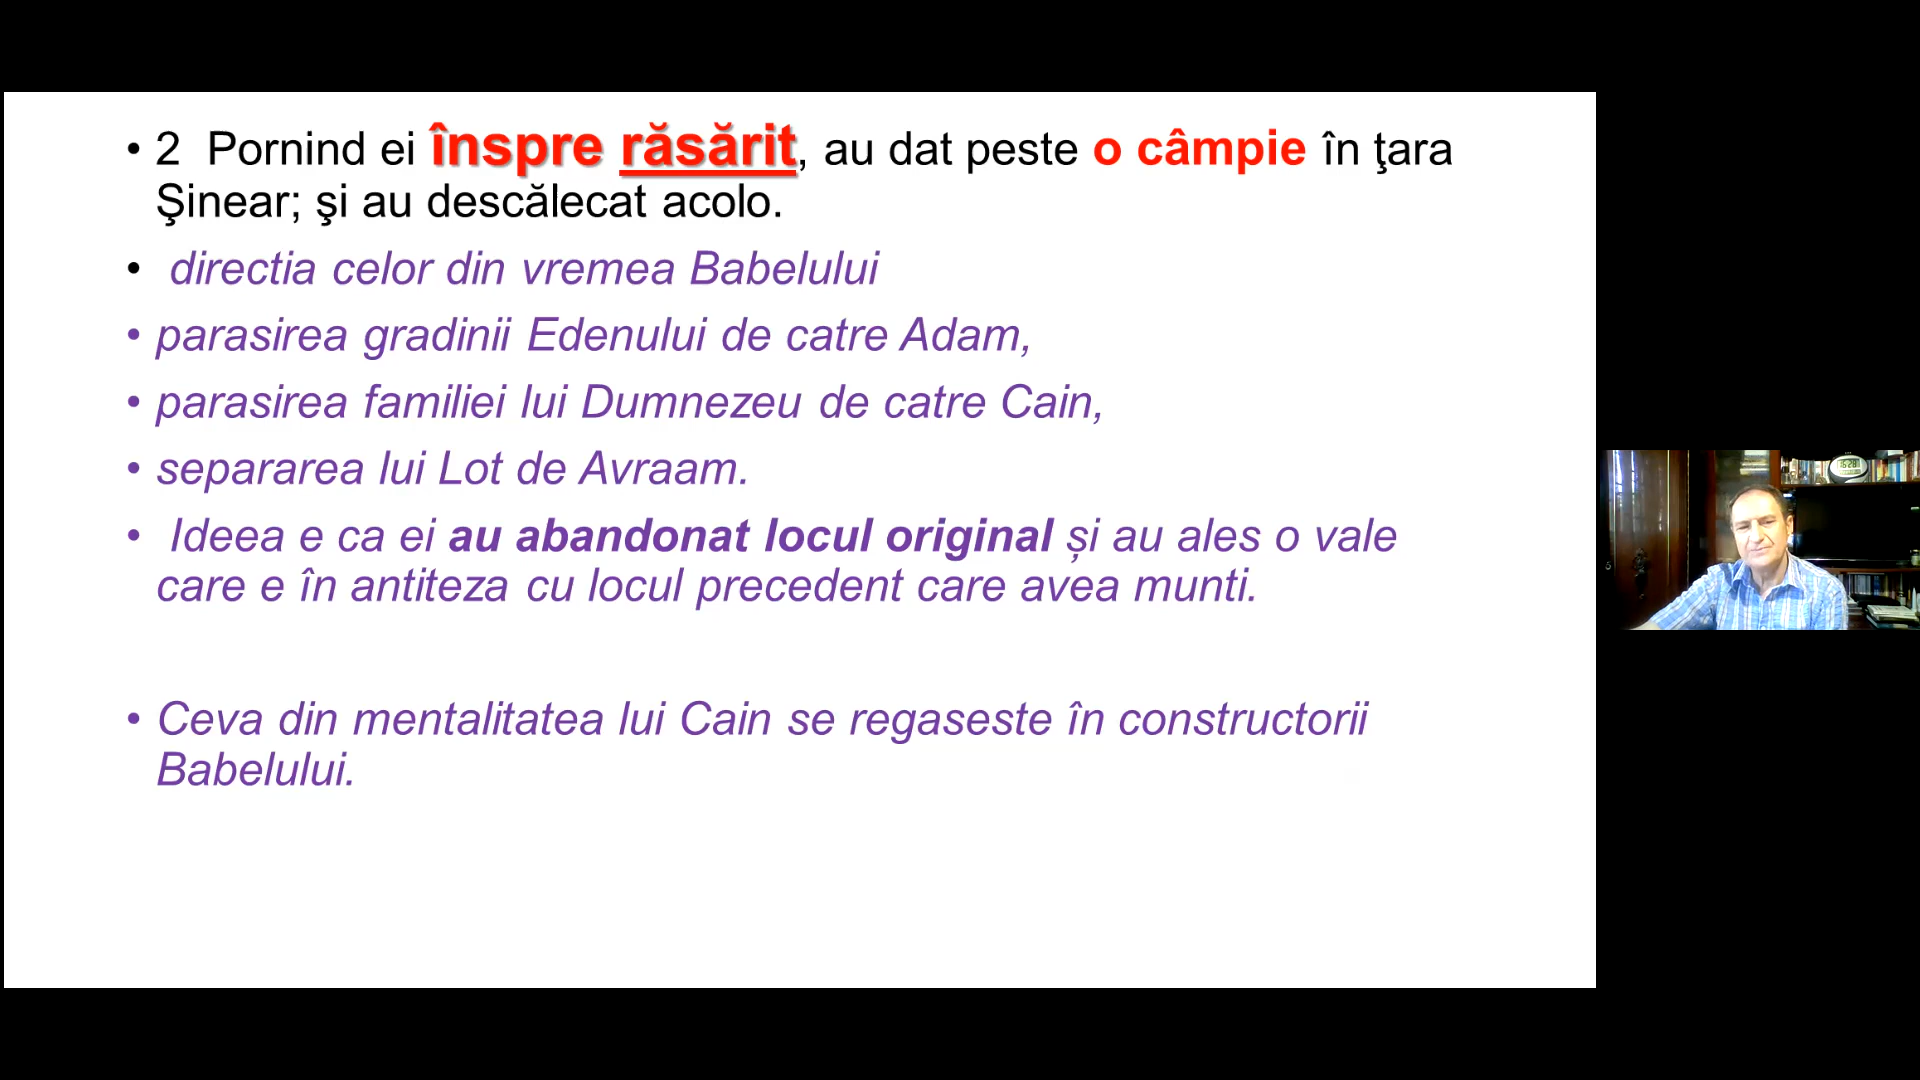 • 2 Pornind ei înspre răsărit, au dat peste o câmpie în ţara
Şinear; şi au descălecat acolo.
• directia celor din vremea Babelului
• parasirea gradinii Edenului de catre Adam,
• parasirea familiei lui Dumnezeu de catre Cain,
• separarea lui Lot de Avraam.
• Ideea e ca ei au abandonat locul original și au ales o vale
care e în antiteza cu locul precedent care avea munti.
• Ceva din mentalitatea lui Cain se regaseste în constructorii
Babelului.